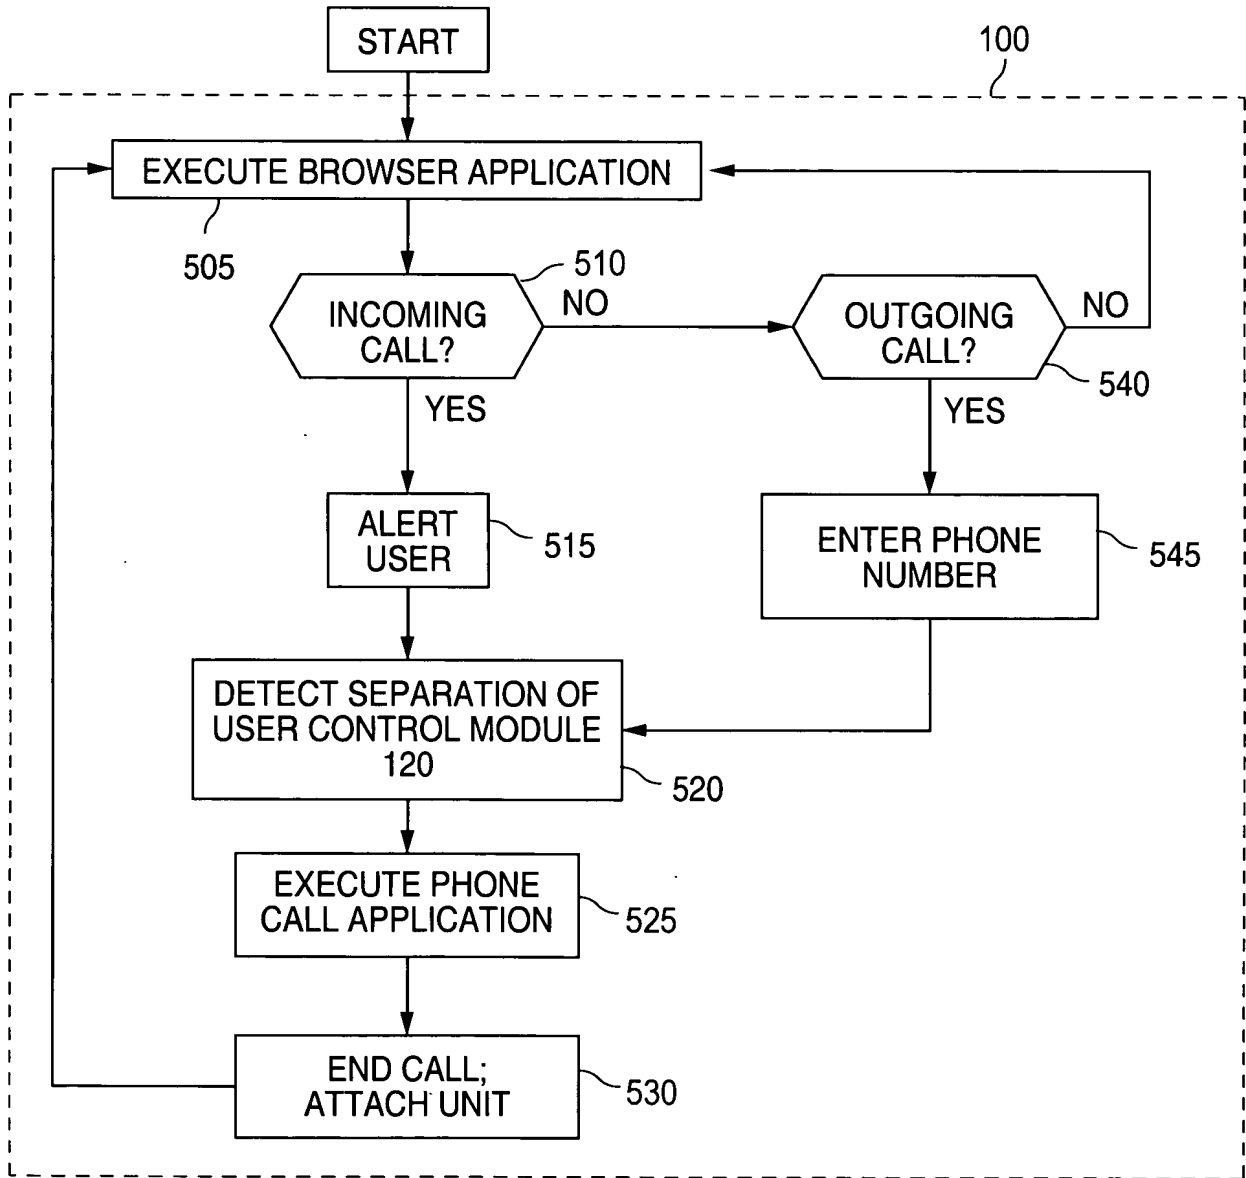 START
100
EXECUTE BROWSER APPLICATION
505
510
INCOMING
CALL?
NO
OUTGOING
CALL?
NO
540
YES
YES
ALERT
USER
515
ENTER PHONE
NUMBER
545
DETECT SEPARATION OF
USER CONTROL MODULE
120
520
EXECUTE PHONE
CALL APPLICATION
525
END CALL;
ATTACH UNIT
530